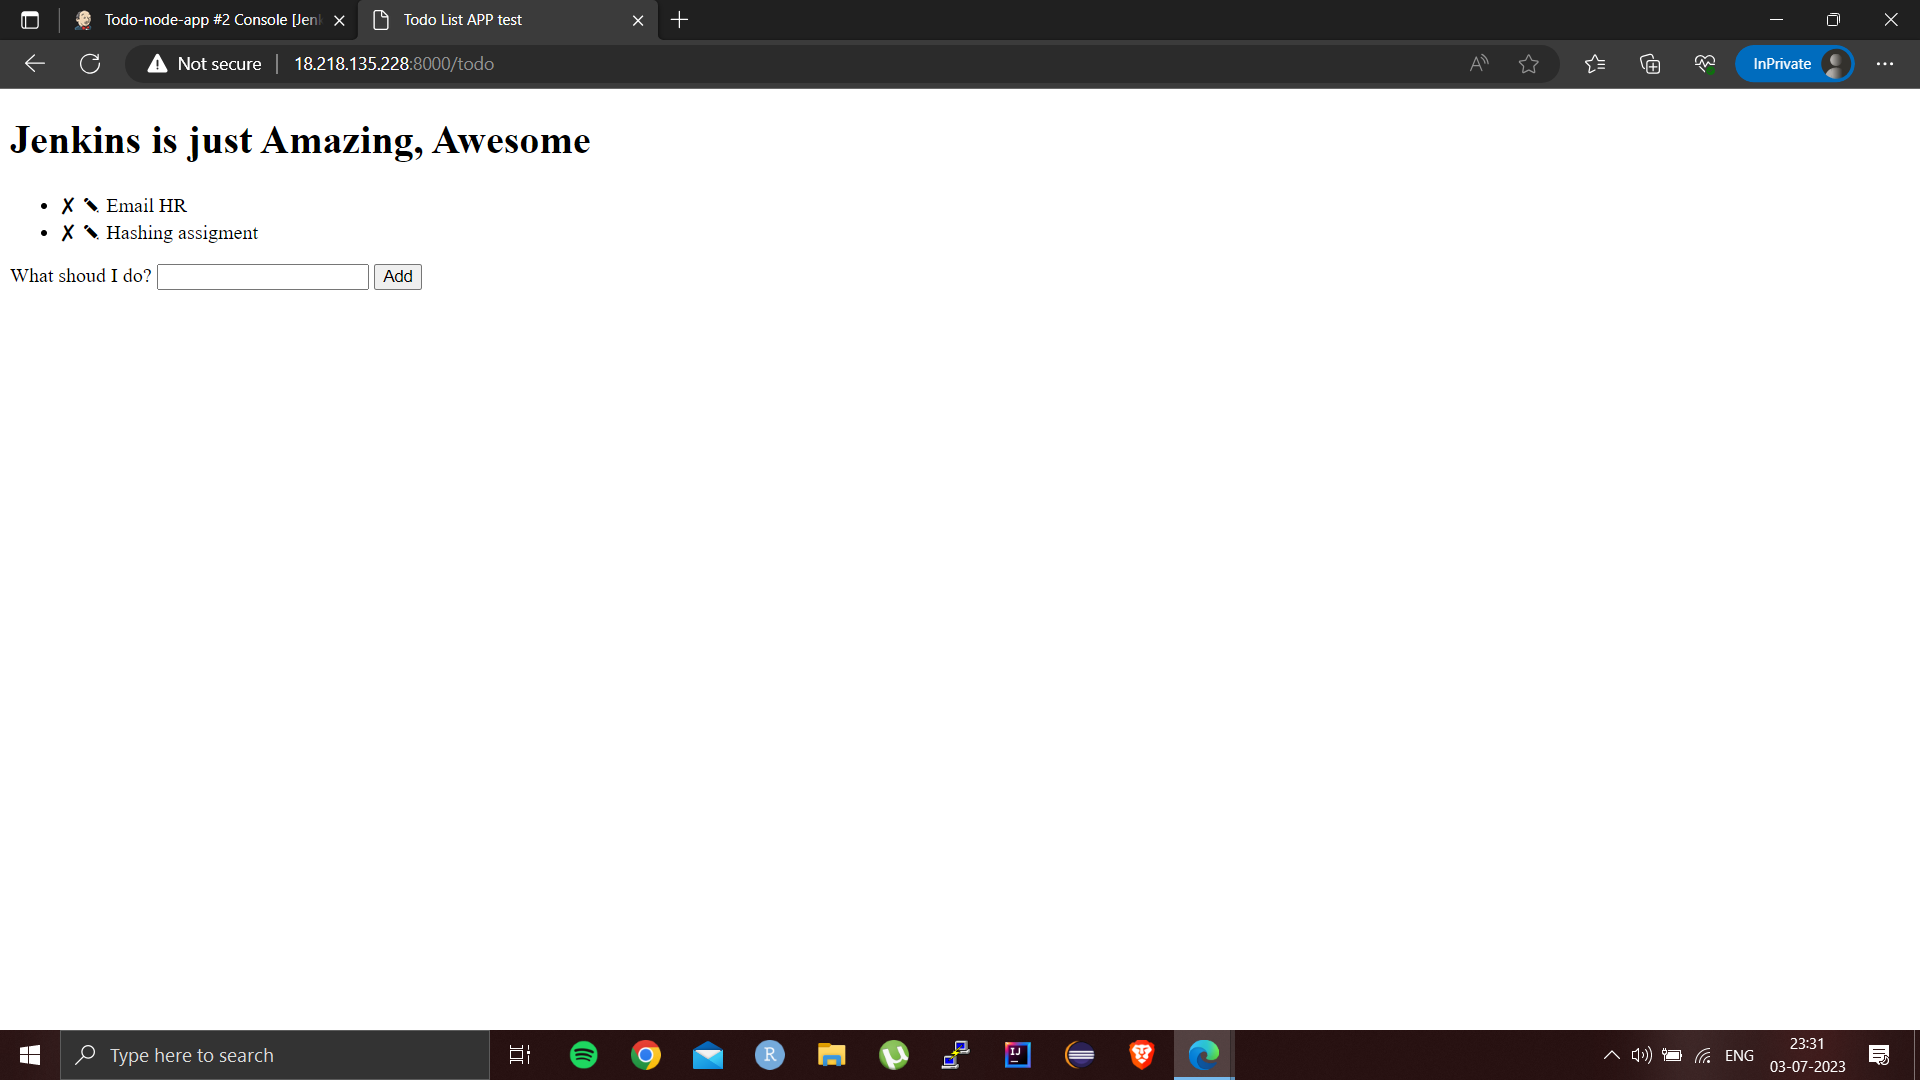 Todo-node-app #2 Console [Jen
Todo List APP test
Not secure
18.218.135.228:8000/todo
InPrivate
Jenkins is just Amazing, Awesome
✗ ✎ Email HR
✗ ✎ Hashing assigment
What shoud I do? Add
Type here to search
R
IJ
ENG
23:31
03-07-2023